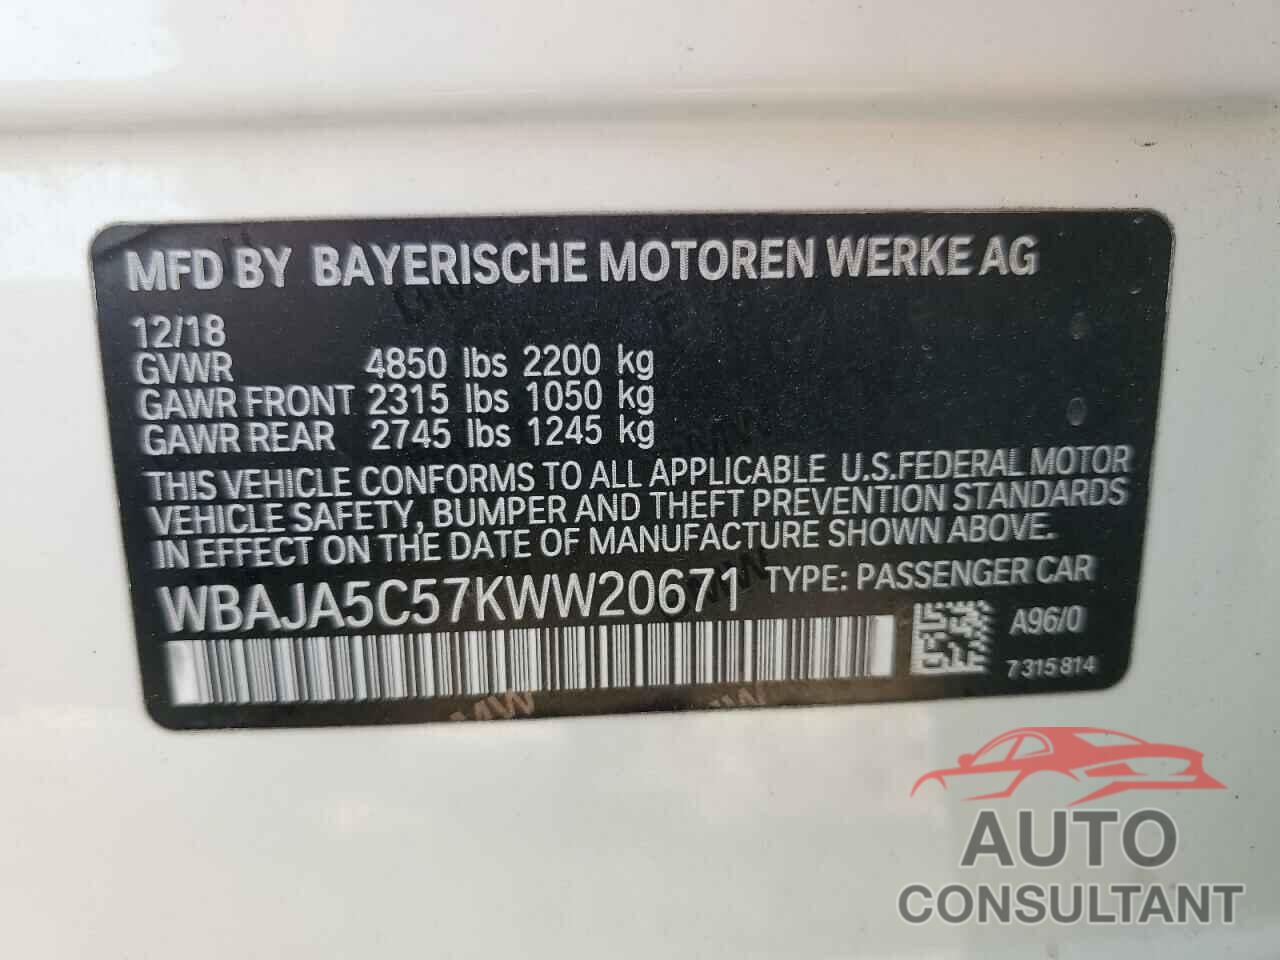 MFD BY BAYERISCHE MOTOREN WERKE AG
12/18
GVWR 4850 lbs 2200 kg
GAWR FRONT 2315 lbs 1050 kg
GAWR REAR 2745 lbs 1245 kg
THIS VEHICLE CONFORMS TO ALL APPLICABLE U.S.FEDERAL MOTOR
VEHICLE SAFETY, BUMPER AND THEFT PREVENTION STANDARDS
IN EFFECT ON THE DATE OF MANUFACTURE SHOWN ABOVE.
WBAJA5C57KWW20671 TYPE: PASSENGER CAR
A96/0
7 315 814
AUTO
CONSULTANT